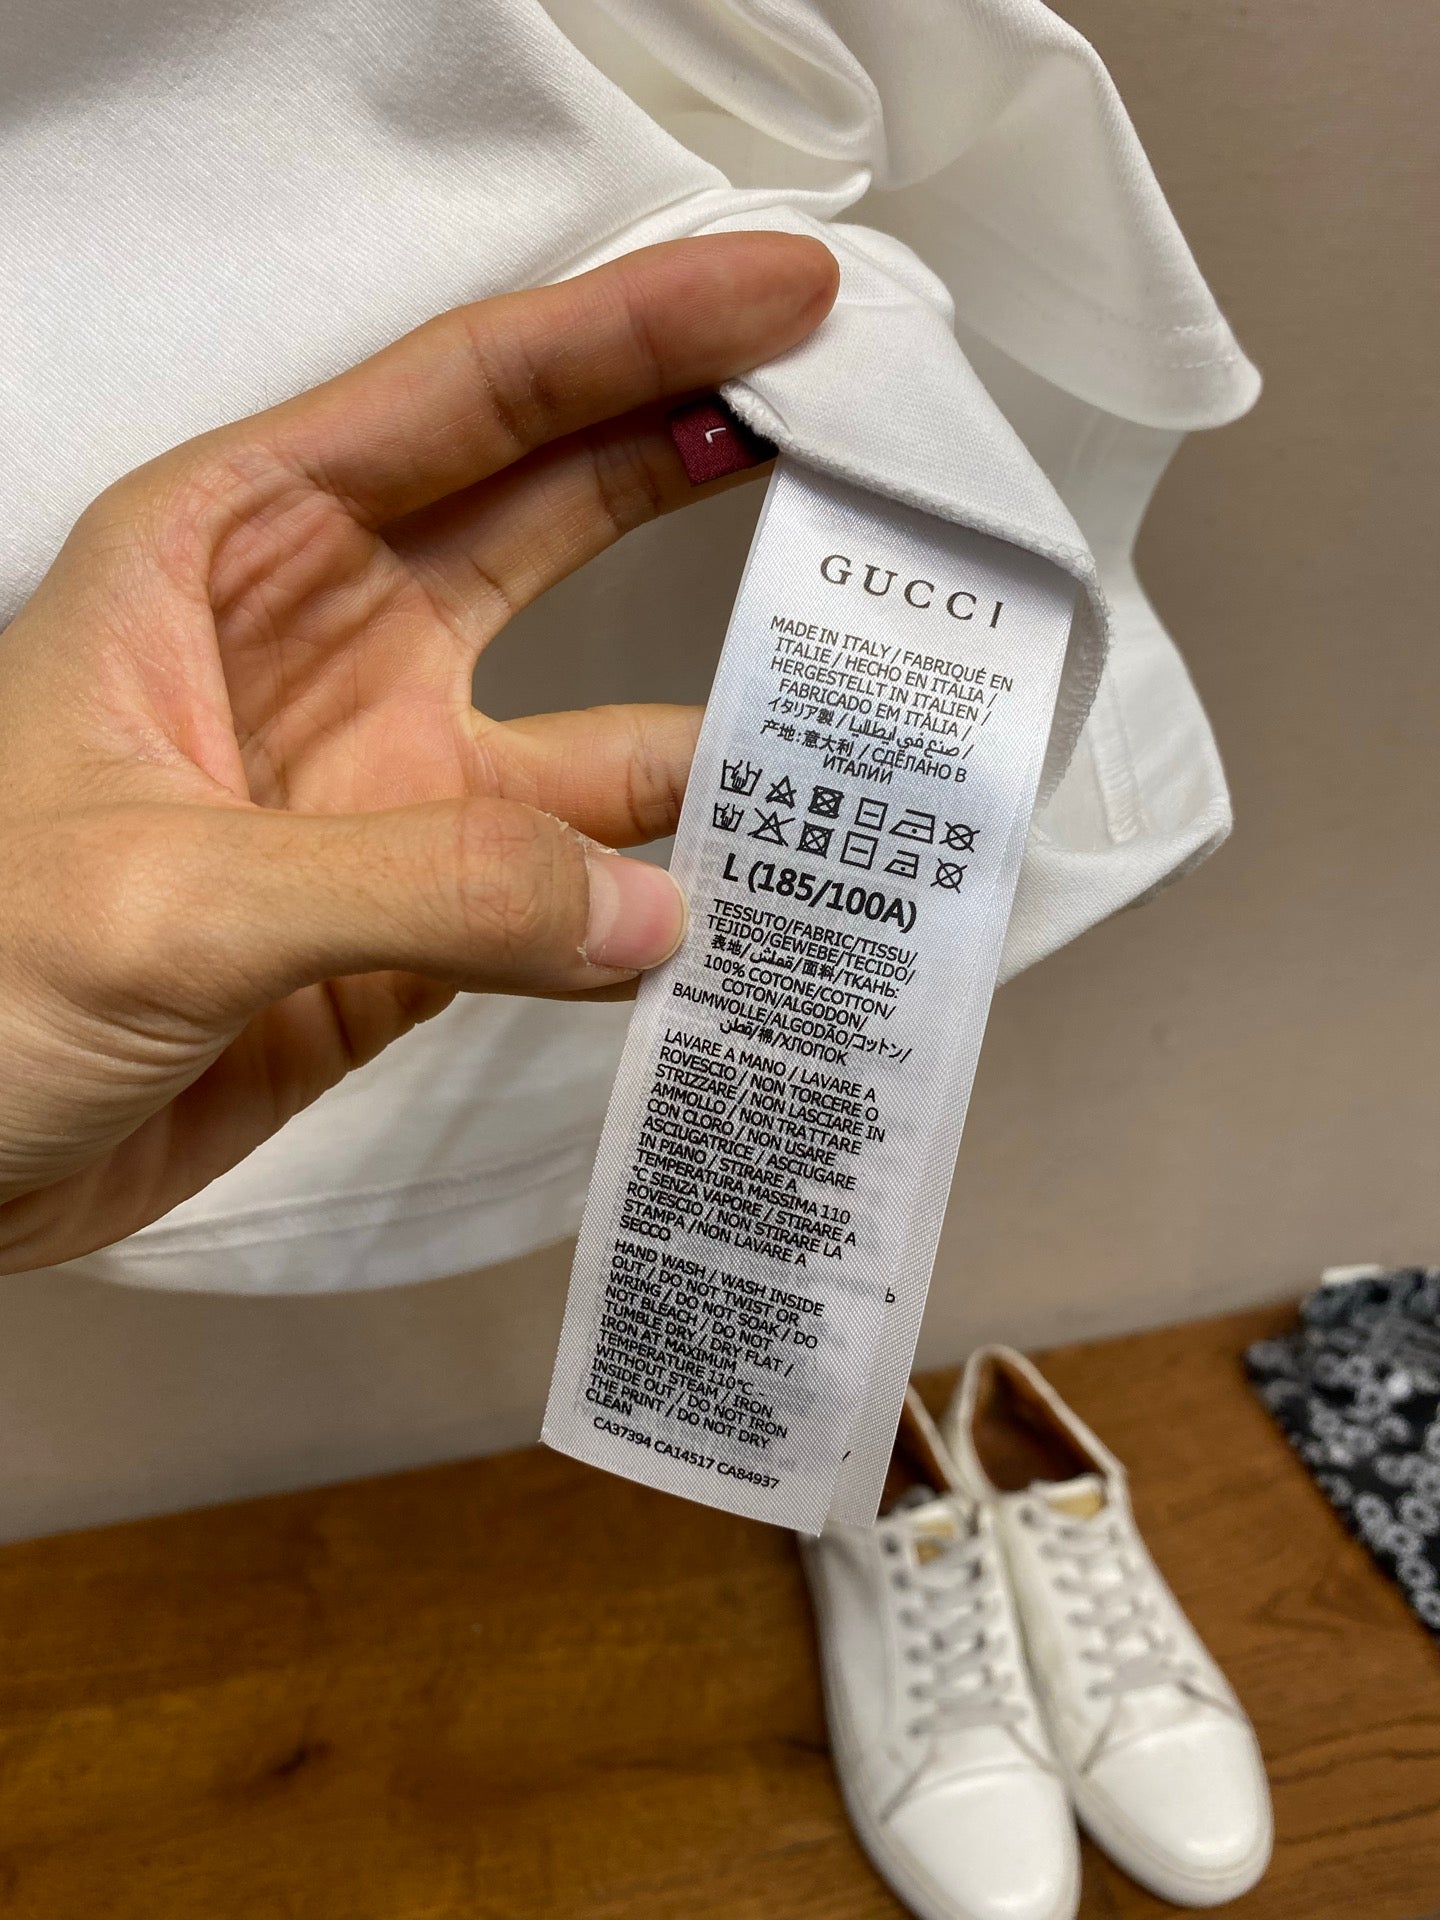 L
GUCCI
MADE IN ITALY / FABRIQUÉ EN
ITALIE / HECHO EN ITALIA /
HERGESTELLT IN ITALIEN /
FABRICADO EM ITÀLIA /
イタリア製 / صنع في ايطاليا /
产地:意大利 / СДЕЛАНО В
ИТАЛИИ
L (185/100A)
TESSUTO/FABRIC/TISSU/
TEJIDO/GEWEBE/TECIDO/
表地/قماش/面料/ТКАНЬ:
100% COTONE/COTTON/
COTON/ALGODON/
BAUMWOLLE/ALGODÃO/コットン/
قطن/棉/ХЛОПОК
LAVARE A MANO / LAVARE A
ROVESCIO / NON TORCERE O
STRIZZARE / NON LASCIARE IN
AMMOLLO / NON TRATTARE
CON CLORO / NON USARE
ASCIUGATRICE / ASCIUGARE
IN PIANO / STIRARE A
TEMPERATURA MASSIMA 110
°C SENZA VAPORE / STIRARE A
ROVESCIO / NON STIRARE LA
STAMPA /NON LAVARE A
SECCO
HAND WASH / WASH INSIDE
OUT / DO NOT TWIST OR
WRING / DO NOT SOAK / DO
NOT BLEACH / DO NOT
TUMBLE DRY / DRY FLAT /
IRON AT MAXIMUM
TEMPERATURE 110°C -
WITHOUT STEAM / IRON
INSIDE OUT / DO NOT IRON
THE PRINT / DO NOT DRY
CLEAN
CA37394 CA14517 CA84937